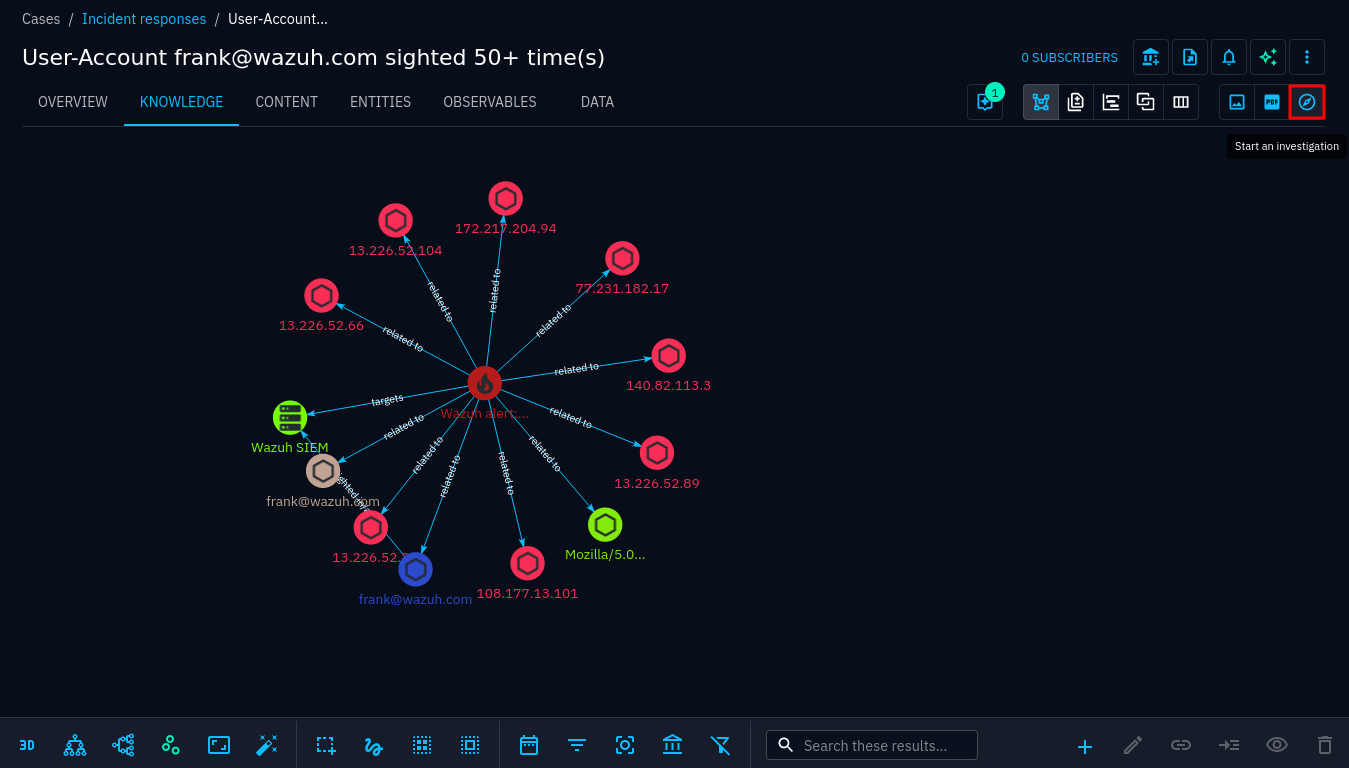 Cases / Incident responses / User-Account...
User-Account frank@wazuh.com sighted 50+ time(s)
0 SUBSCRIBERS
OVERVIEW KNOWLEDGE CONTENT ENTITIES OBSERVABLES DATA
1
PDF
Start an investigation
172.217.204.94
13.226.52.104
77.231.182.17
13.226.52.66
140.82.113.3
Wazuh alert:...
Wazuh SIEM
13.226.52.89
frank@wazuh.com
Mozilla/5.0...
13.226.52.
108.177.13.101
frank@wazuh.com
related to
related to
related to
related to
related to
targets
related to
related to
related to
related to
related to
related to
3D
Search these results...